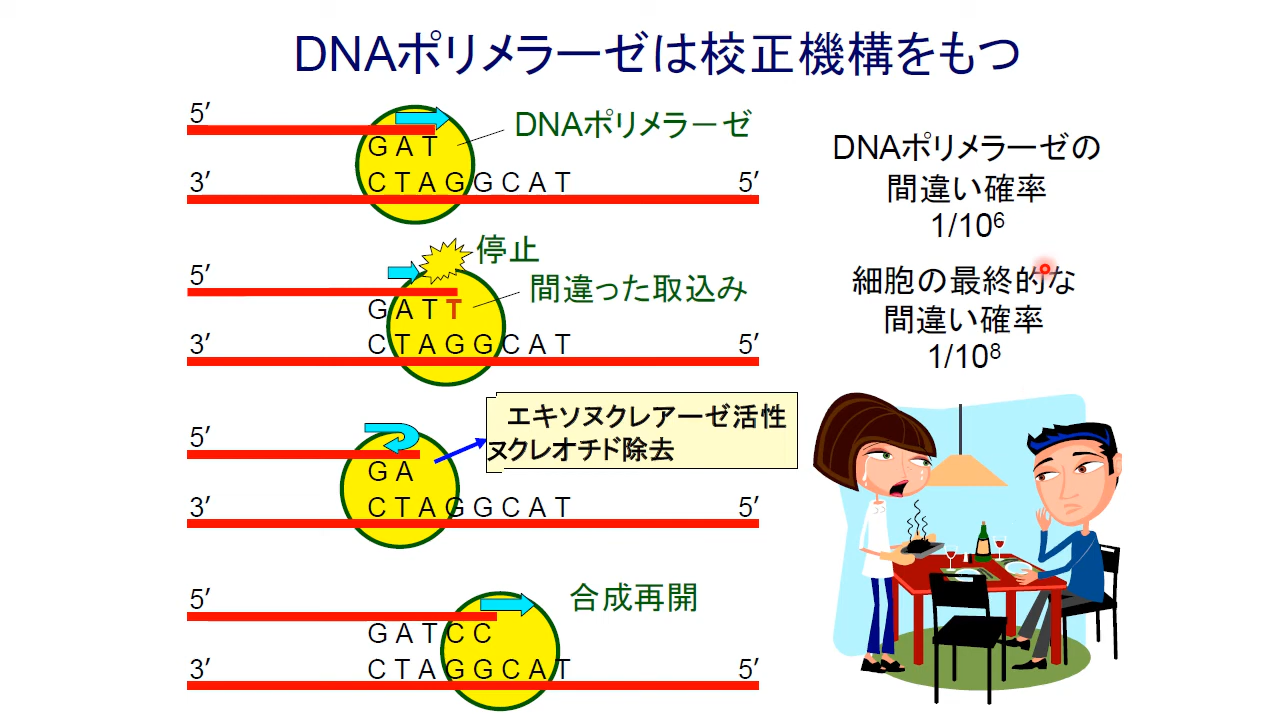 DNAポリメラーゼは校正機構をもつ
5′
DNAポリメラーゼ
G A T
3′ C T A G G C A T 5′
停止
5′
間違った取込み
G A T T
3′ C T A G G C A T 5′
エキソヌクレアーゼ活性
ヌクレオチド除去
5′
G A
3′ C T A G G C A T 5′
合成再開
5′
G A T C C
3′ C T A G G C A T 5′
DNAポリメラーゼの
間違い確率
1/10⁶
細胞の最終的な
間違い確率
1/10⁸